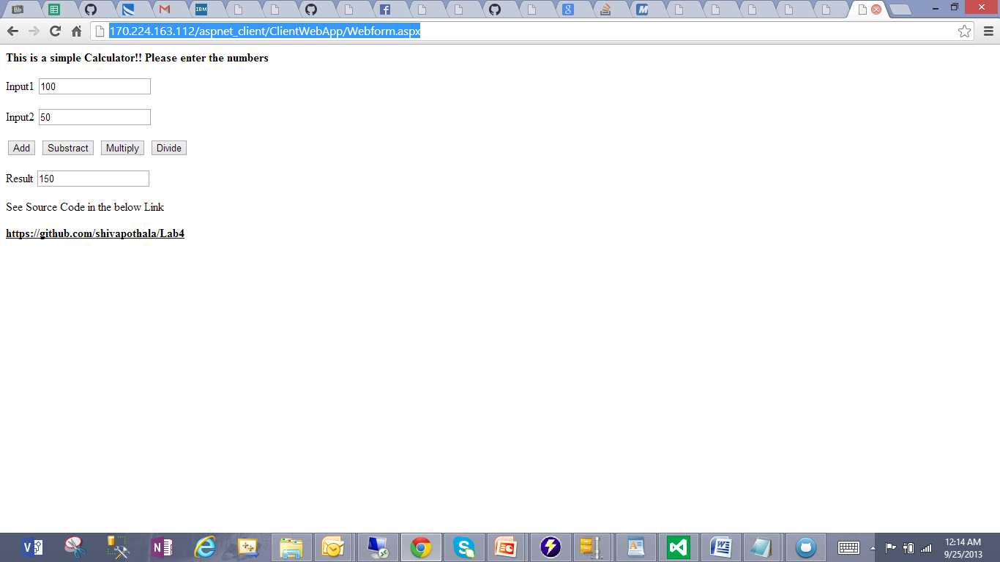 Bb
IBM
170.224.163.112/aspnet_client/ClientWebApp/Webform.aspx
This is a simple Calculator!! Please enter the numbers
Input1 100
Input2 50
Add Substract Multiply Divide
Result 150
See Source Code in the below Link
https://github.com/shivapothala/Lab4
12:14 AM
9/25/2013